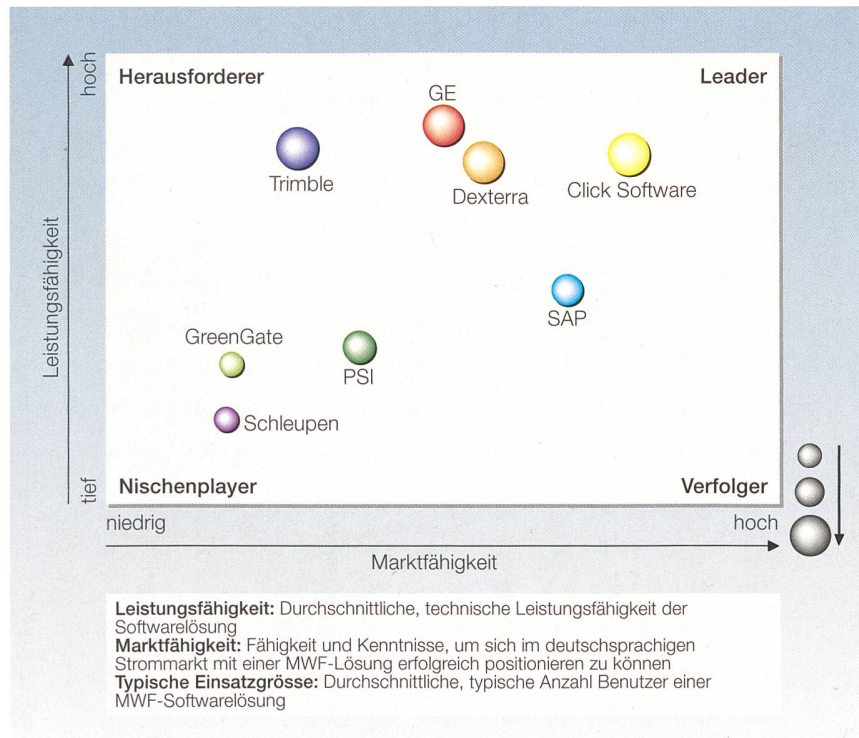 hoch
Herausforderer
Leader
GE
Trimble
Dexterra
Click Software
Leistungsfähigkeit
SAP
GreenGate
PSI
Schleupen
tief
Nischenplayer
Verfolger
niedrig
hoch
Marktfähigkeit
Leistungsfähigkeit: Durchschnittliche, technische Leistungsfähigkeit der
Softwarelösung
Marktfähigkeit: Fähigkeit und Kenntnisse, um sich im deutschsprachigen
Strommarkt mit einer MWF-Lösung erfolgreich positionieren zu können
Typische Einsatzgrösse: Durchschnittliche, typische Anzahl Benutzer einer
MWF-Softwarelösung